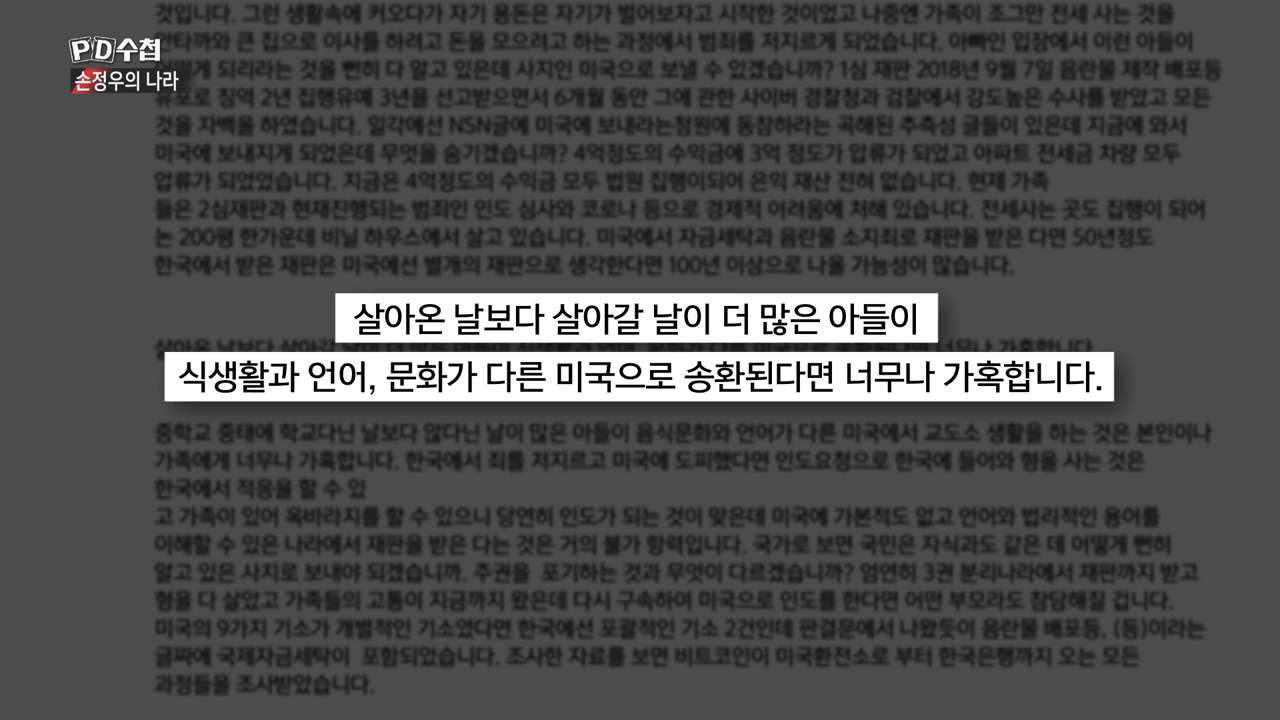 PD수첩
손정우의 나라
것입니다. 그런 생활속에 커오다가 자기 용돈은 자기가 벌어보자고 시작한 것이었고 나중엔 가족이 조그만 전세 사는 것을
안타까와 큰 집으로 이사를 하려고 돈을 모으려고 하는 과정에서 범죄를 저지르게 되었습니다. 아빠인 입장에서 이런 아들이
어떻게 되리라는 것을 뻔히 다 알고 있은데 사지인 미국으로 보낼 수 있겠습니까? 1심 재판 2018년 9월 7일 음란물 제작 배포등
유포로 징역 2년 집행유예 3년을 선고받으면서 6개월 동안 그에 관한 사이버 경찰청과 검찰에서 강도높은 수사를 받았고 모든
것을 자백을 하였습니다. 일각에선 NSN글에 미국에 보내라는청원에 동참하라는 곡해된 추측성 글들이 있은데 지금에 와서
미국에 보내지게 되었은데 무엇을 숨기겠습니까? 4억정도의 수익금에 3억 정도가 압류가 되었고 아파트 전세금 차량 모두
압류가 되었었습니다. 지금은 4억정도의 수익금 모두 법원 집행이되어 은익 재산 전혀 없습니다. 현제 가족
들은 2심재판과 현재진행되는 범죄인 인도 심사와 코로나 등으로 경제적 어려움에 처해 있습니다. 전세사는 곳도 집행이 되어
논 200평 한가운데 비닐 하우스에서 살고 있습니다. 미국에서 자금세탁과 음란물 소지죄로 재판을 받은 다면 50년정도
한국에서 받은 재판은 미국에선 별개의 재판으로 생각한다면 100년 이상으로 나올 가능성이 많습니다.
살아온 날보다 살아갈 날이 더 많은 아들이
식생활과 언어, 문화가 다른 미국으로 송환된다면 너무나 가혹합니다.
중학교 중태에 학교다닌 날보다 않다닌 날이 많은 아들이 음식문화와 언어가 다른 미국에서 교도소 생활을 하는 것은 본인이나
가족에게 너무나 가혹합니다. 한국에서 죄를 저지르고 미국에 도피했다면 인도요청으로 한국에 들어와 형을 사는 것은
한국에서 적응을 할 수 있
고 가족이 있어 옥바라지를 할 수 있으니 당연히 인도가 되는 것이 맞은데 미국에 가본적도 없고 언어와 법리적인 용어를
이해할 수 있은 나라에서 재판을 받은 다는 것은 거의 불가 항력입니다. 국가로 보면 국민은 자식과도 같은 데 어떻게 뻔히
알고 있은 사지로 보내야 되겠습니까. 주권을 포기하는 것과 무엇이 다르겠습니까? 엄연히 3권 분리나라에서 재판까지 받고
형을 다 살았고 가족들의 고통이 지금까지 왔은데 다시 구속하여 미국으로 인도를 한다면 어떤 부모라도 참담해질 겁니다.
미국의 9가지 기소가 개별적인 기소였다면 한국에선 포괄적인 기소 2건인데 판결문에서 나왔듯이 음란물 배포등, (등)이라는
글짜에 국제자금세탁이 포함되었습니다. 조사한 자료를 보면 비트코인이 미국환전소로 부터 한국은행까지 오는 모든
과정들을 조사받았습니다.